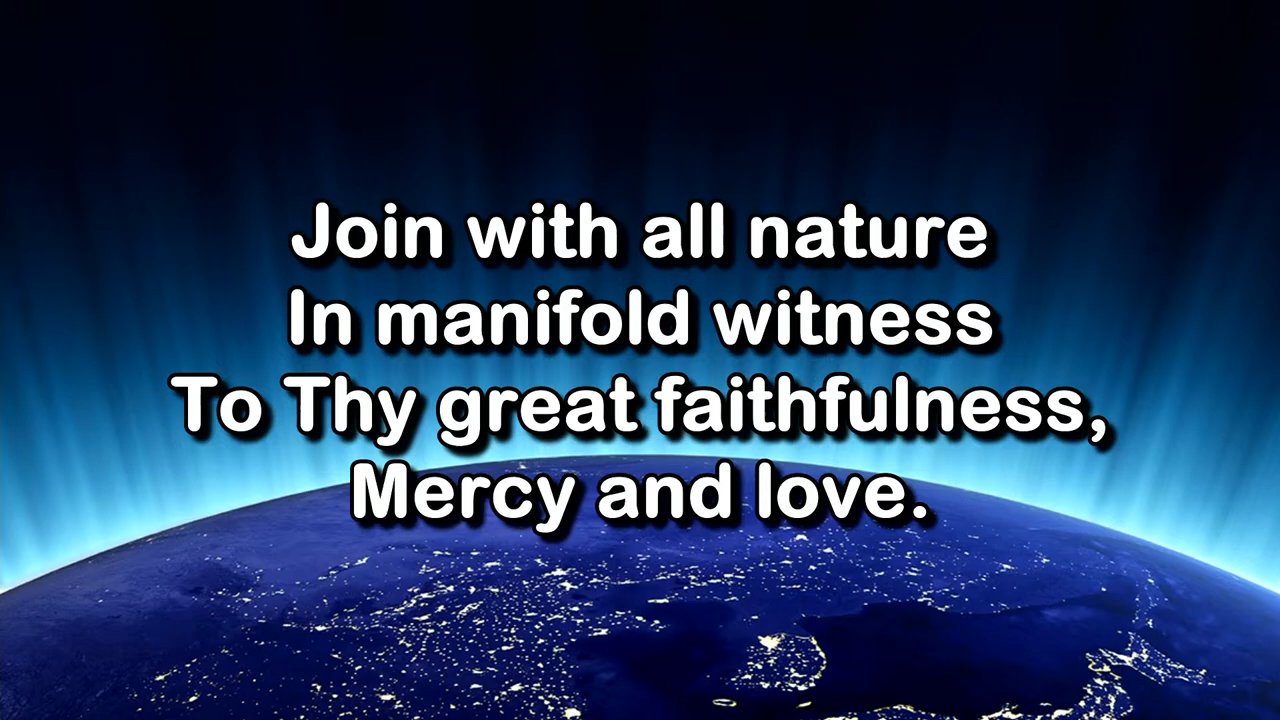 Join with all nature
In manifold witness
To Thy great faithfulness,
Mercy and love.